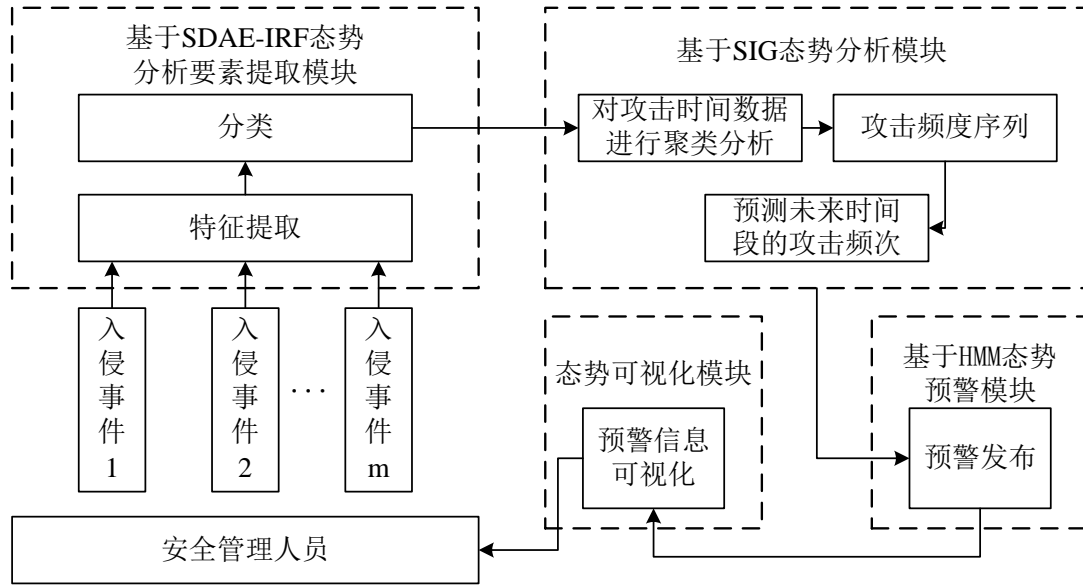 基于SDAE-IRF态势
分析要素提取模块
分类
特征提取
入侵事件1
入侵事件2
···
入侵事件m
基于SIG态势分析模块
对攻击时间数据
进行聚类分析
攻击频度序列
预测未来时间
段的攻击频次
态势可视化模块
预警信息
可视化
基于HMM态势
预警模块
预警发布
安全管理人员